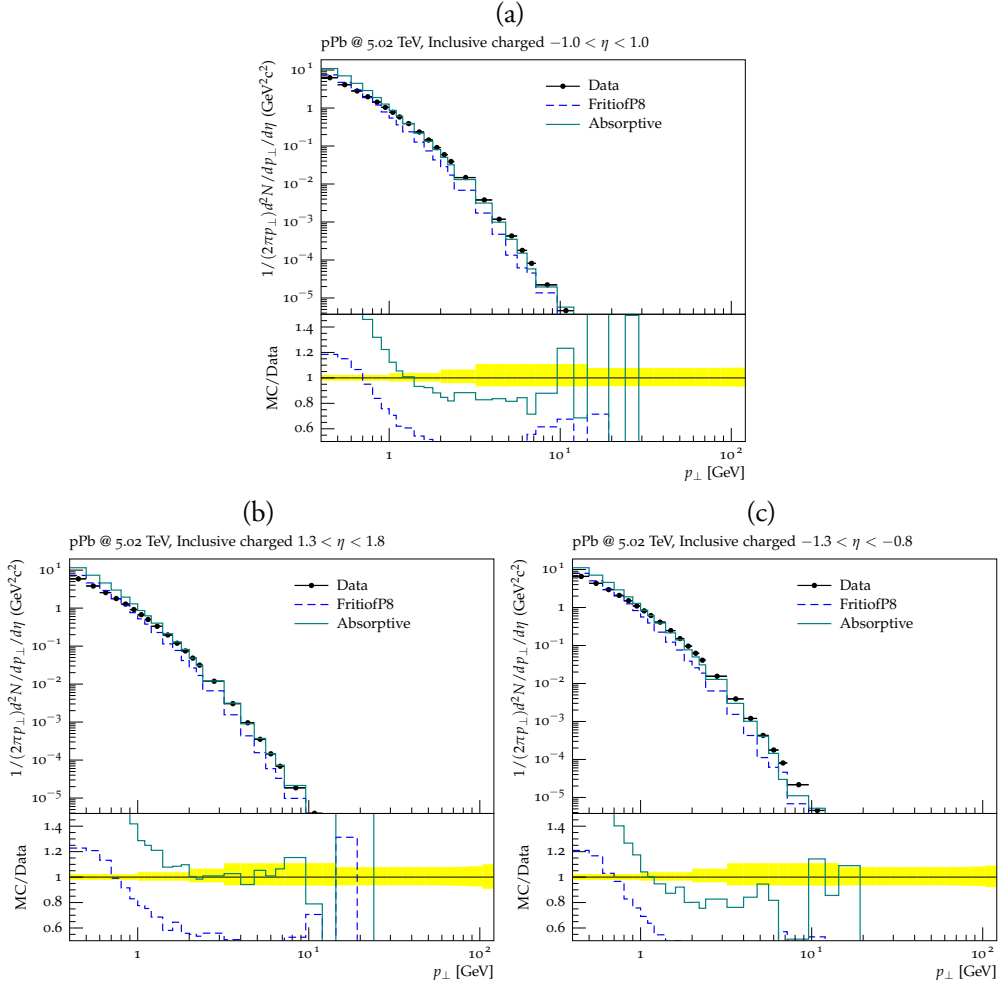 (a)
pPb @ 5.02 TeV, Inclusive charged −1.0 < η < 1.0
Data
FritiofP8
Absorptive
1/(2πp⊥)d²N/dp⊥/dη (GeV²c²)
10¹
1
10⁻¹
10⁻²
10⁻³
10⁻⁴
10⁻⁵
MC/Data
1.4
1.2
1
0.8
0.6
1
10¹
10²
p⊥ [GeV]
(b)
pPb @ 5.02 TeV, Inclusive charged 1.3 < η < 1.8
Data
FritiofP8
Absorptive
1/(2πp⊥)d²N/dp⊥/dη (GeV²c²)
10¹
1
10⁻¹
10⁻²
10⁻³
10⁻⁴
10⁻⁵
MC/Data
1.4
1.2
1
0.8
0.6
1
10¹
10²
p⊥ [GeV]
(c)
pPb @ 5.02 TeV, Inclusive charged −1.3 < η < −0.8
Data
FritiofP8
Absorptive
1/(2πp⊥)d²N/dp⊥/dη (GeV²c²)
10¹
1
10⁻¹
10⁻²
10⁻³
10⁻⁴
10⁻⁵
MC/Data
1.4
1.2
1
0.8
0.6
1
10¹
10²
p⊥ [GeV]